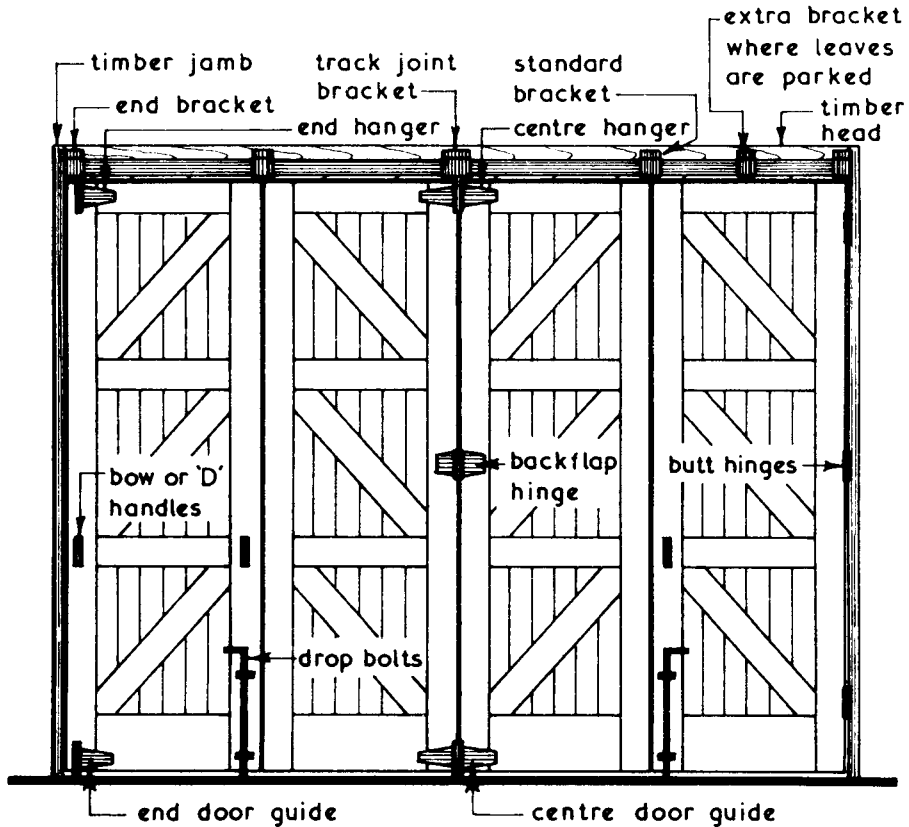 timber jamb
end bracket
end hanger
track joint
bracket
centre hanger
standard
bracket
extra bracket
where leaves
are parked
timber
head
bow or 'D'
handles
backflap
hinge
butt hinges
drop bolts
end door guide
centre door guide